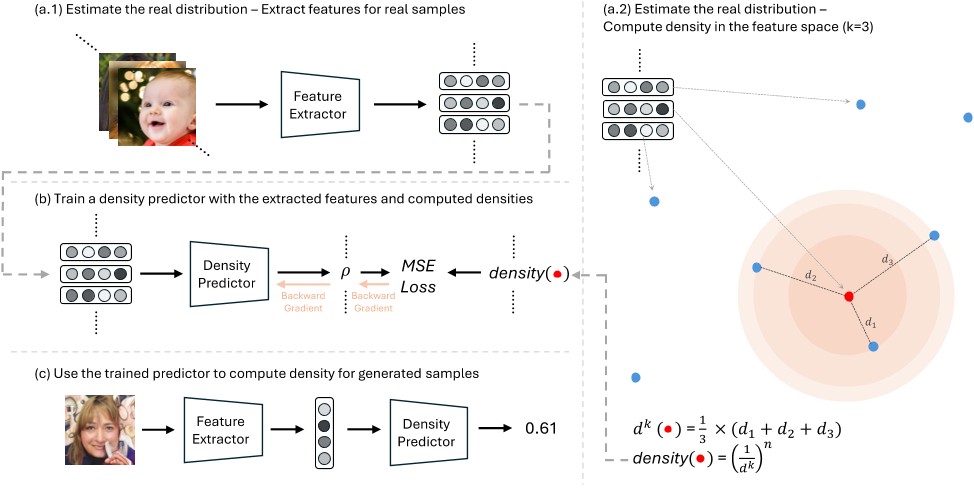 (a.1) Estimate the real distribution – Extract features for real samples
Feature
Extractor
(a.2) Estimate the real distribution –
Compute density in the feature space (k=3)
d₁
d₂
d₃
dᵏ (●) = 1/3 × (d₁ + d₂ + d₃)
density(●) = (1/dᵏ)ⁿ
(b) Train a density predictor with the extracted features and computed densities
Density
Predictor
Backward
Gradient
ρ
Backward
Gradient
MSE
Loss
density(●)
(c) Use the trained predictor to compute density for generated samples
Feature
Extractor
Density
Predictor
0.61